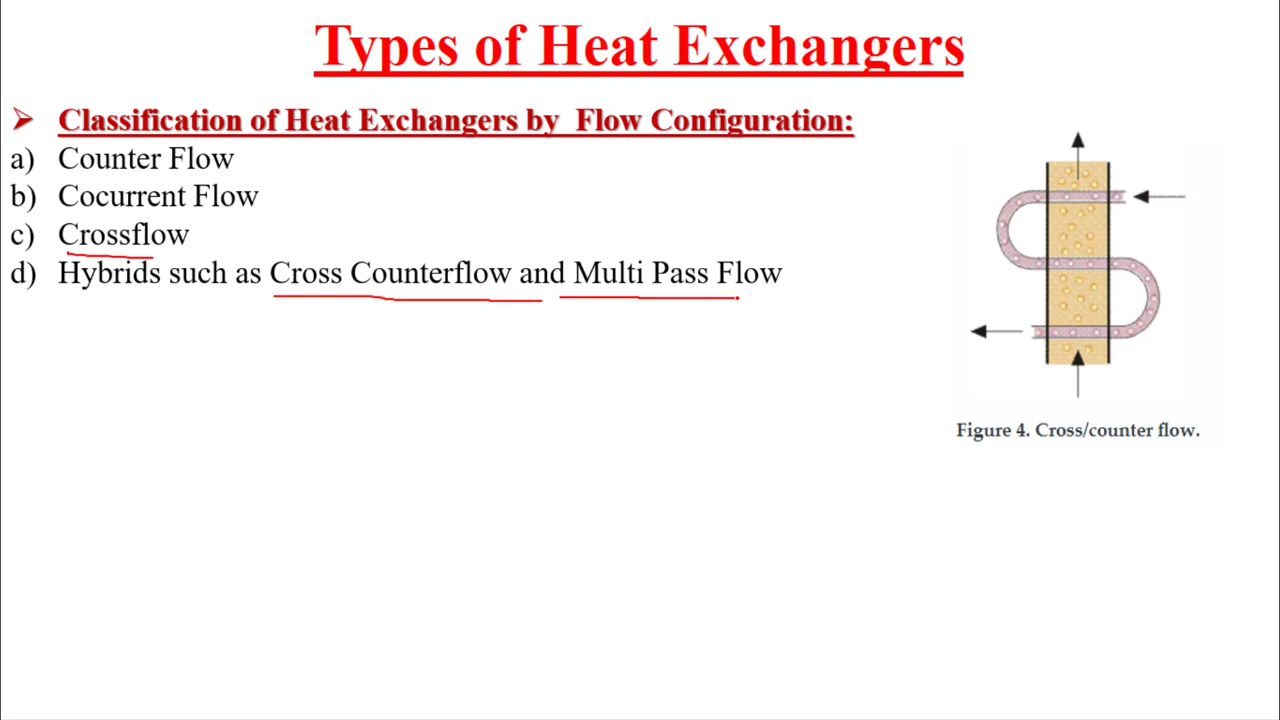 Types of Heat Exchangers
➢ Classification of Heat Exchangers by Flow Configuration:
a) Counter Flow
b) Cocurrent Flow
c) Crossflow
d) Hybrids such as Cross Counterflow and Multi Pass Flow
Figure 4. Cross/counter flow.